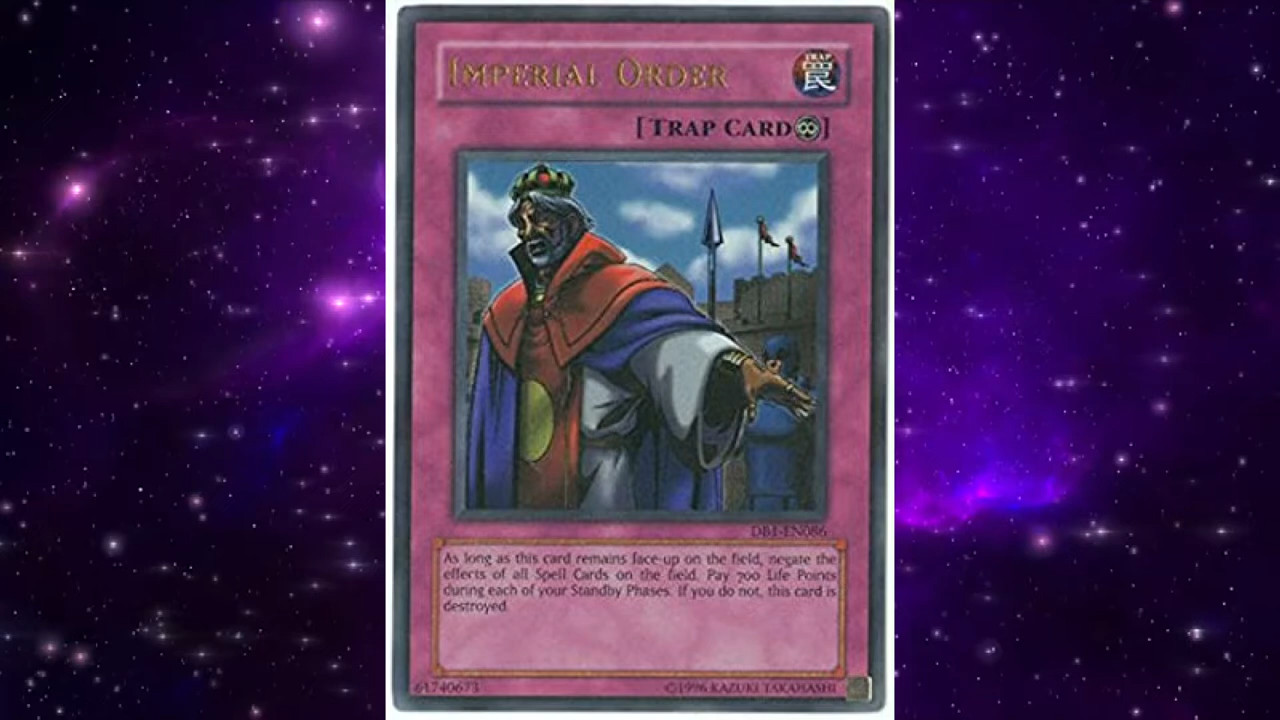 IMPERIAL ORDER
TRAP
罠
[TRAP CARD∞]
DB1-EN086
As long as this card remains face-up on the field, negate the
effects of all Spell Cards on the field. Pay 700 Life Points
during each of your Standby Phases. If you do not, this card is
destroyed.
61740673
©1996 KAZUKI TAKAHASHI